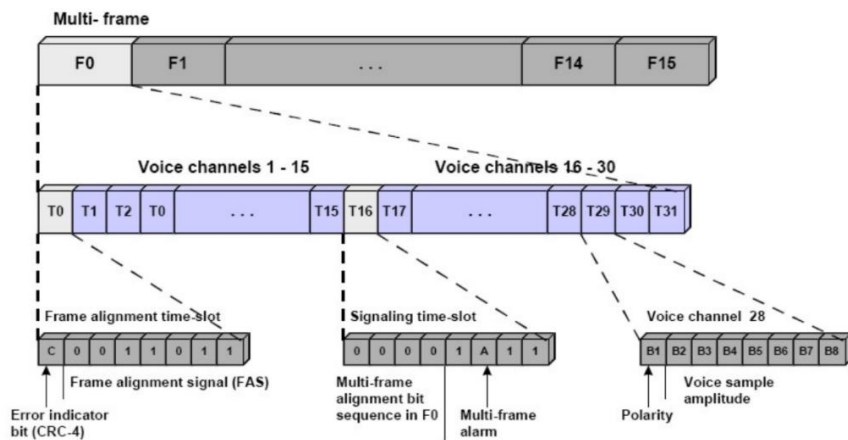 Multi- frame
F0 F1 . . . F14 F15
Voice channels 1 - 15 Voice channels 16 - 30
T0 T1 T2 T0 . . . T15 T16 T17 . . . T28 T29 T30 T31
Frame alignment time-slot Signaling time-slot Voice channel 28
C 0 0 1 1 0 1 1 0 0 0 0 1 A 1 1 B1 B2 B3 B4 B5 B6 B7 B8
Frame alignment signal (FAS)
Error indicator
bit (CRC-4)
Multi-frame
alignment bit
sequence in F0
Multi-frame
alarm
Polarity
Voice sample
amplitude